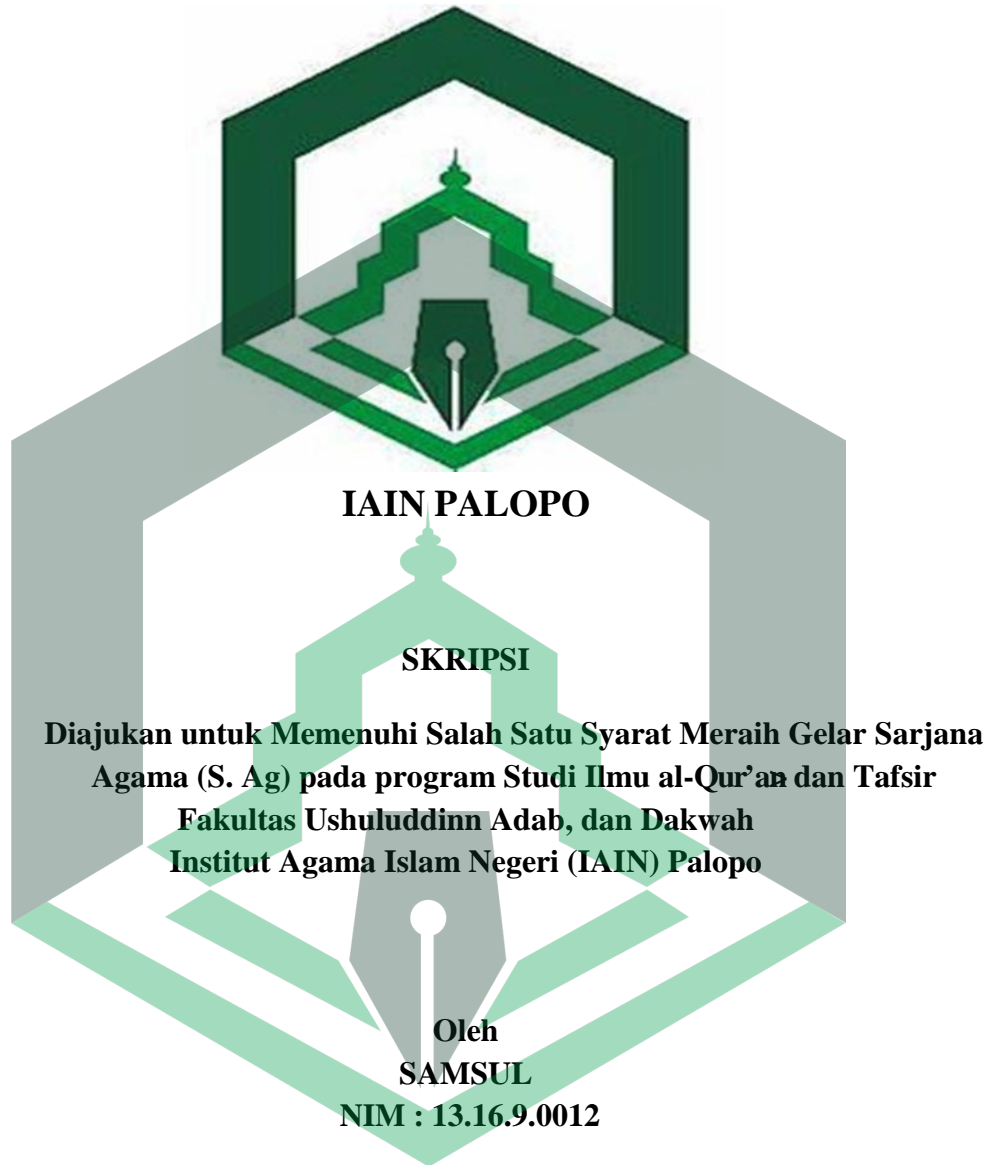 IAIN PALOPO
SKRIPSI
Diajukan untuk Memenuhi Salah Satu Syarat Meraih Gelar Sarjana
Agama (S. Ag) pada program Studi Ilmu al-Qur’an dan Tafsir
Fakultas Ushuluddinn Adab, dan Dakwah
Institut Agama Islam Negeri (IAIN) Palopo
Oleh
SAMSUL
NIM : 13.16.9.0012